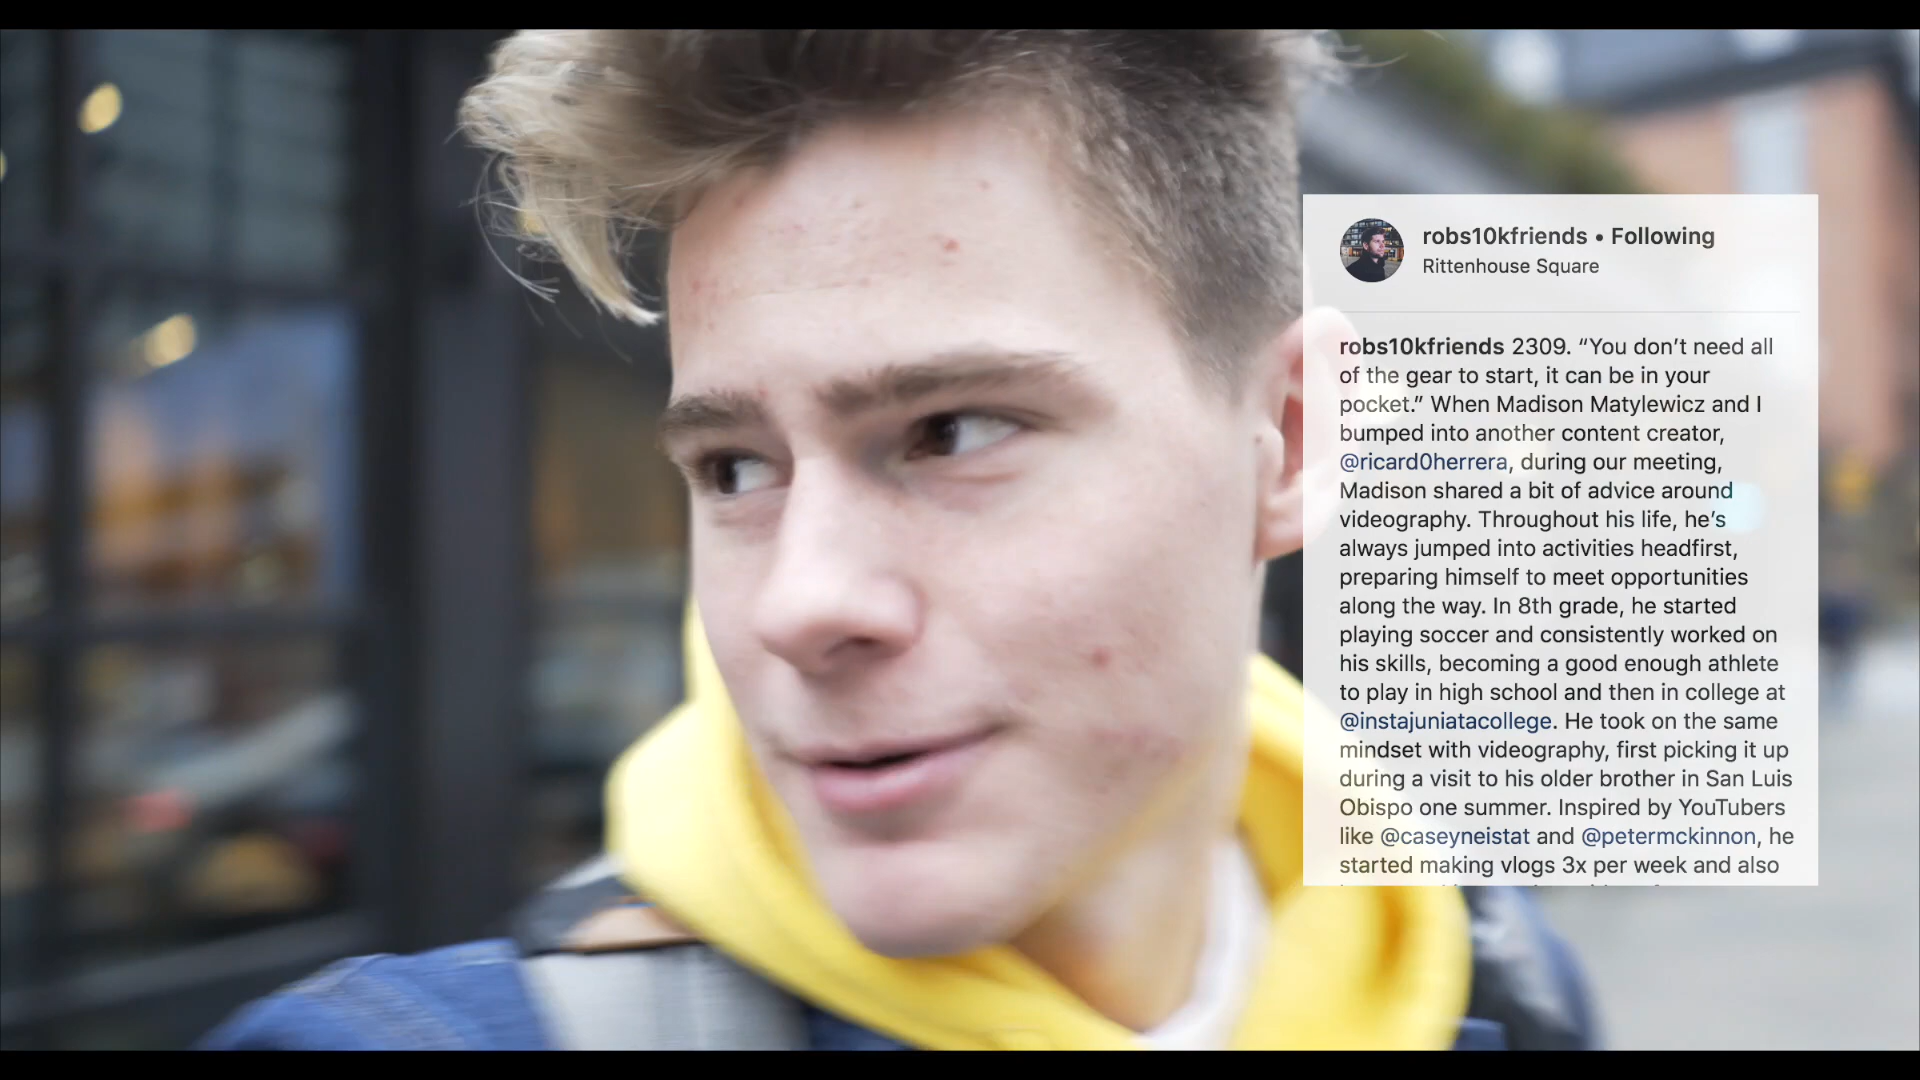 robs10kfriends • Following
Rittenhouse Square
robs10kfriends 2309. “You don’t need all
of the gear to start, it can be in your
pocket.” When Madison Matylewicz and I
bumped into another content creator,
@ricard0herrera, during our meeting,
Madison shared a bit of advice around
videography. Throughout his life, he’s
always jumped into activities headfirst,
preparing himself to meet opportunities
along the way. In 8th grade, he started
playing soccer and consistently worked on
his skills, becoming a good enough athlete
to play in high school and then in college at
@instajuniatacollege. He took on the same
mindset with videography, first picking it up
during a visit to his older brother in San Luis
Obispo one summer. Inspired by YouTubers
like @caseyneistat and @petermckinnon, he
started making vlogs 3x per week and also